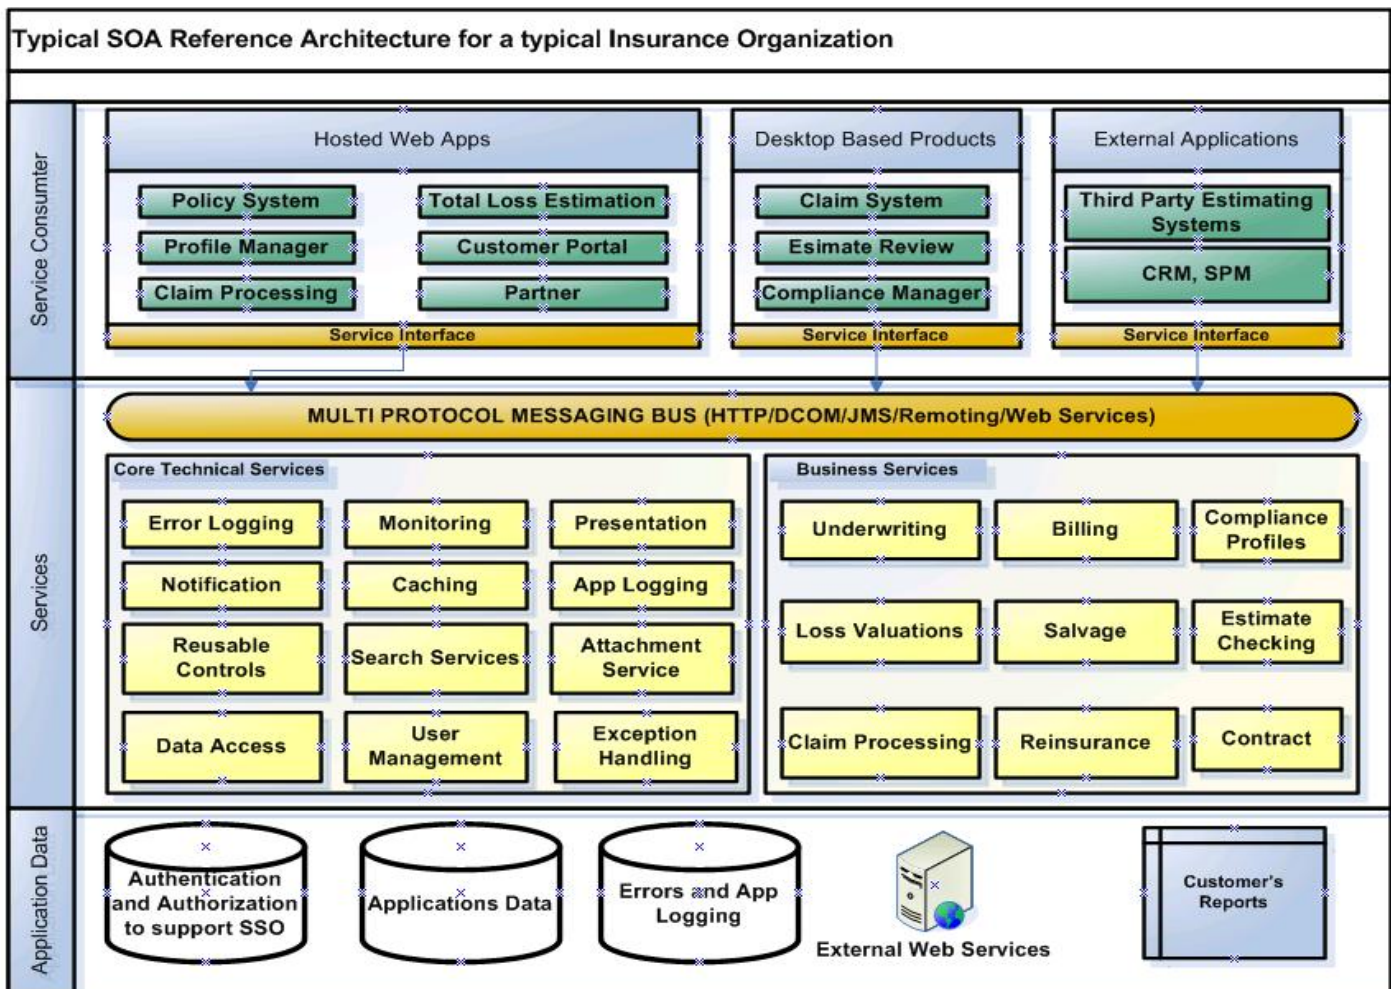 Typical SOA Reference Architecture for a typical Insurance Organization
Service Consumter
Hosted Web Apps
Policy System
Total Loss Estimation
Profile Manager
Customer Portal
Claim Processing
Partner
Service Interface
Desktop Based Products
Claim System
Esimate Review
Compliance Manager
Service Interface
External Applications
Third Party Estimating
Systems
CRM, SPM
Service Interface
Services
MULTI PROTOCOL MESSAGING BUS (HTTP/DCOM/JMS/Remoting/Web Services)
Core Technical Services
Error Logging
Monitoring
Presentation
Notification
Caching
App Logging
Reusable
Controls
Search Services
Attachment
Service
Data Access
User
Management
Exception
Handling
Business Services
Underwriting
Billing
Compliance
Profiles
Loss Valuations
Salvage
Estimate
Checking
Claim Processing
Reinsurance
Contract
Application Data
Authentication
and Authorization
to support SSO
Applications Data
Errors and App
Logging
External Web Services
Customer's
Reports